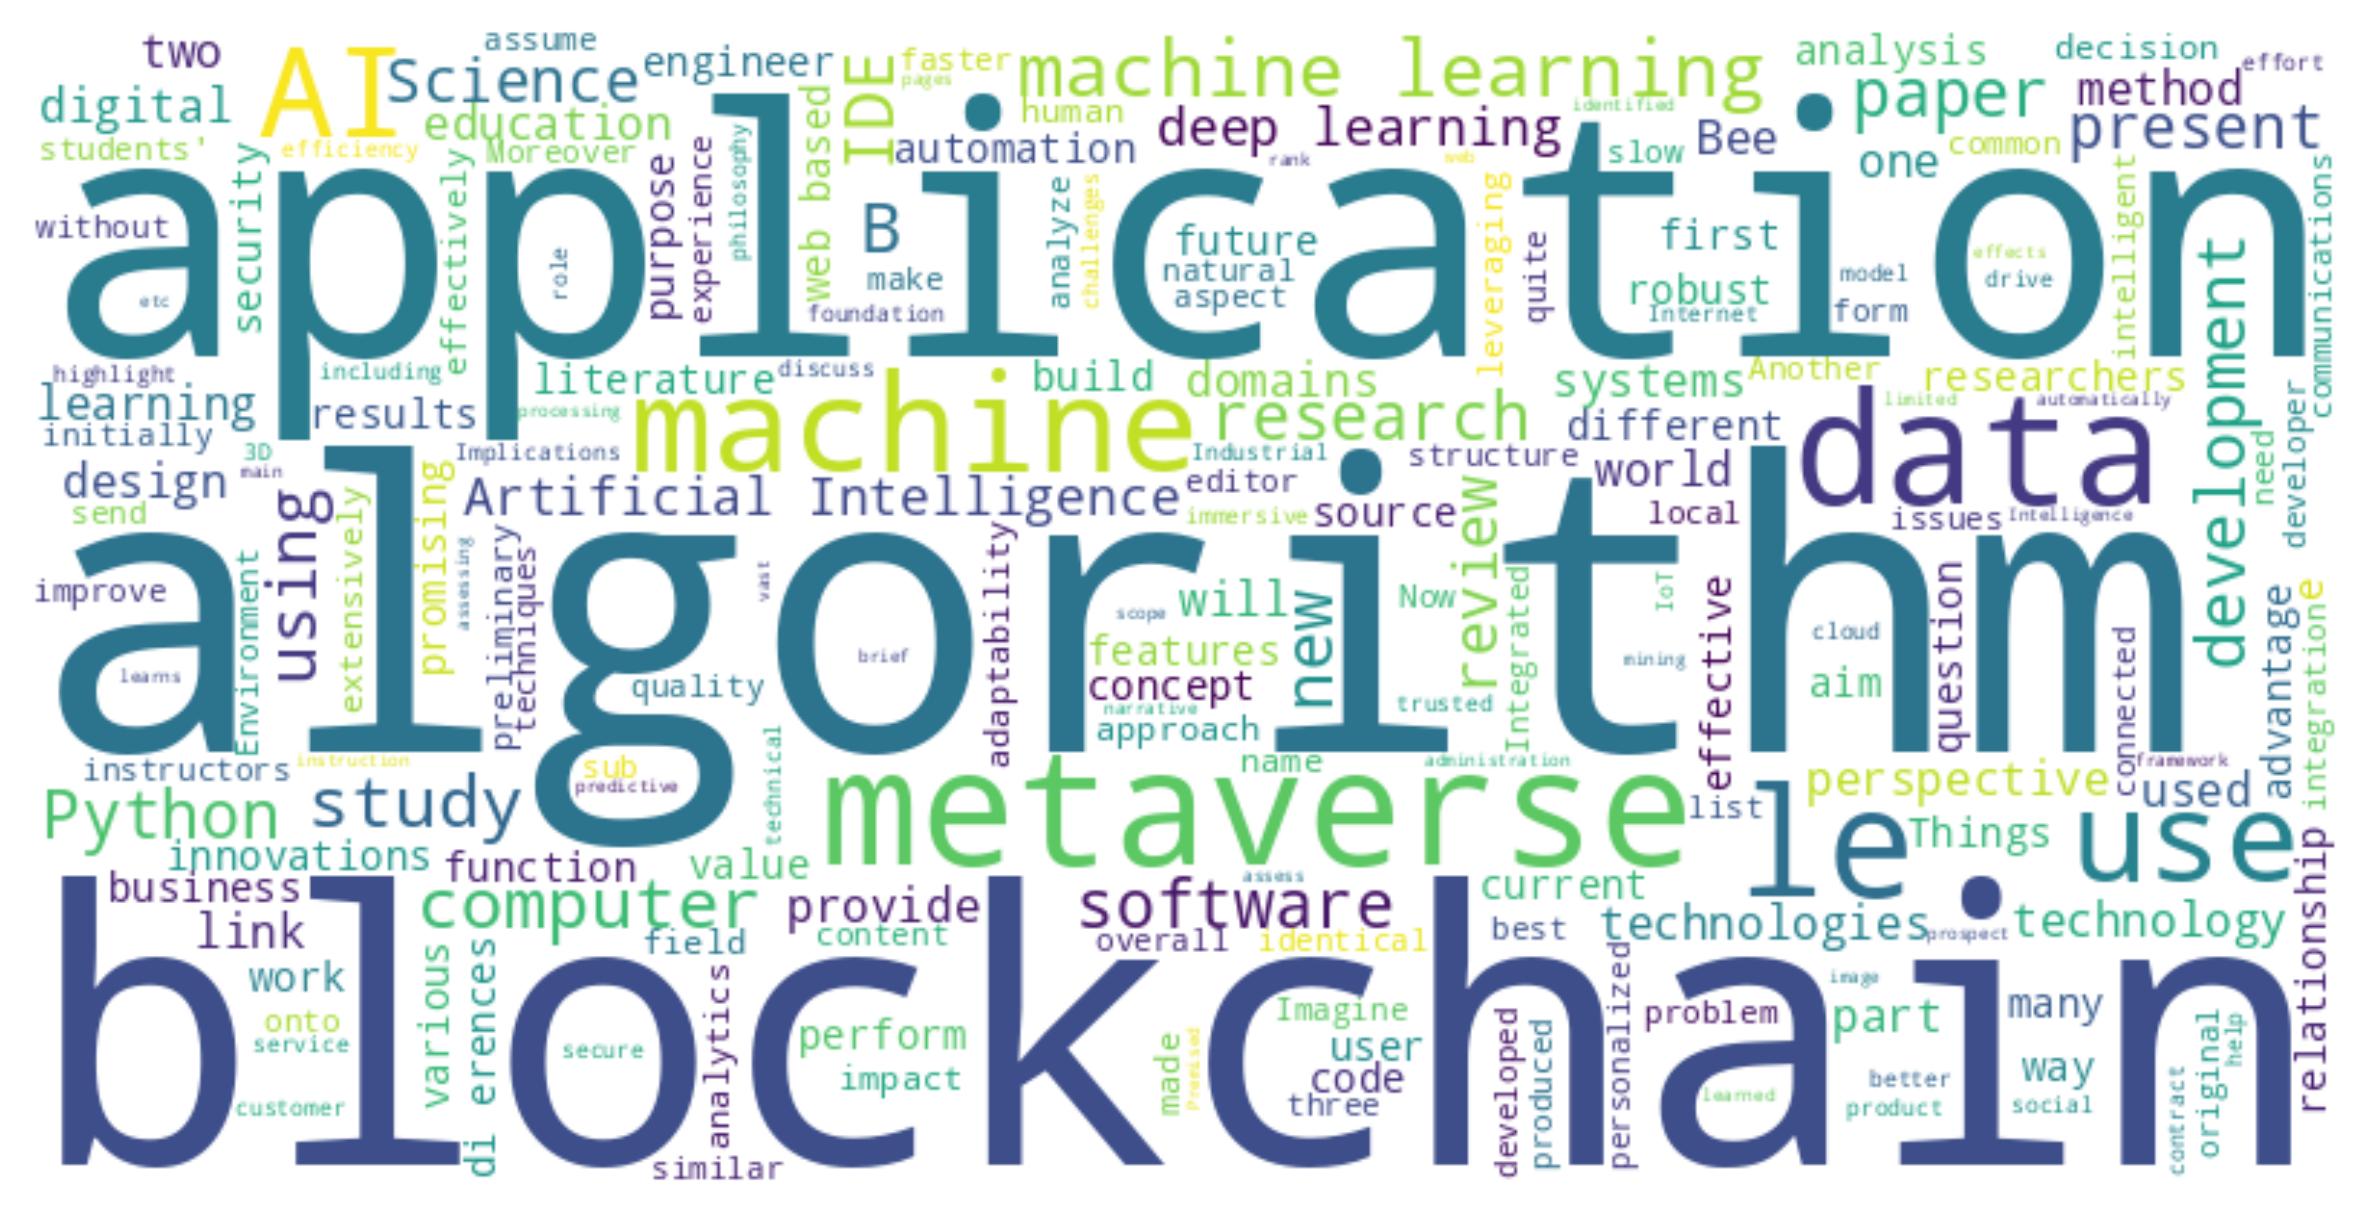 two
assume
AI
Science
engineer
IDE
faster
pages
machine learning
analysis
decision
effort
digital
education
human
identified
paper
method
students'
efficiency
Moreover
automation
deep learning
rank
web
slow
Bee
one
common
present
application
security
effectively
purpose
experience
philosophy
web based
B
analyze
challenges
future
leveraging
quite
first
effects
intelligent
communications
without
role
make
natural
model
drive
etc
foundation
aspect
robust
Internet
form
development
highlight
including
literature
discuss
build
domains
systems
Another
researchers
learning
results
processing
machine
research
different
data
limited
automatically
developer
initially
3D
main
Implications
Industrial
structure
world
need
design
using
promising
Artificial Intelligence
editor
source
review
local
issues
Intelligence
send
extensively
immersive
algorithm
improve
Environment
assessing
preliminary
techniques
vast
adaptability
scope
will
new
Now
Integrated
IoT
effective
cloud
question
connected
advantage
integration
learns
brief
features
mining
quality
concept
narrative
trusted
aim
approach
instructors
instruction
sub
predictive
technical
name
administration
perspective
framework
Python
study
metaverse
list
le
used
innovations
function
value
Things
use
relationship
business
computer
provide
assess
software
current
link
field
content
overall
identical
best
technologies
prospect
technology
blockchain
work
various
di erences
analytics
image
onto
service
secure
perform
Imagine
user
developed
produced
personalized
problem
part
many
original
help
customer
impact
made
Premised
code
three
learned
better
product
way
social
contract
similar